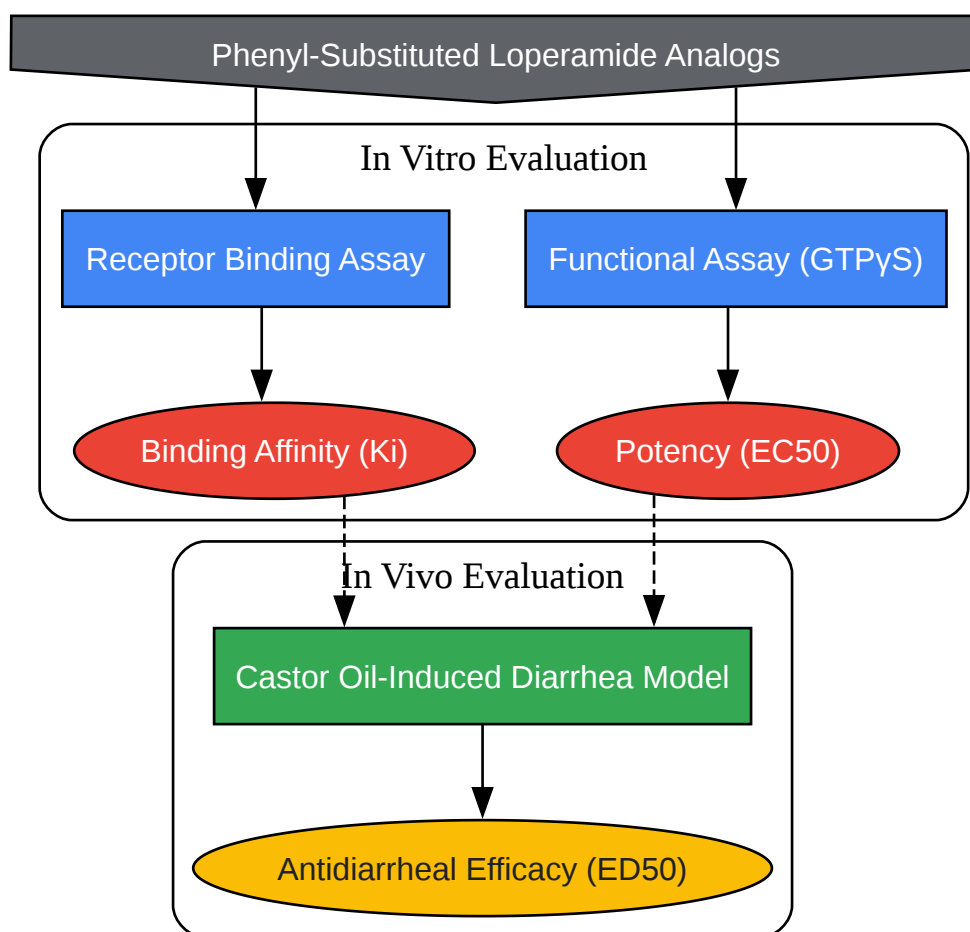 Phenyl-Substituted Loperamide Analogs
In Vitro Evaluation
Receptor Binding Assay
Functional Assay (GTPγS)
Binding Affinity (Ki)
Potency (EC50)
In Vivo Evaluation
Castor Oil-Induced Diarrhea Model
Antidiarrheal Efficacy (ED50)